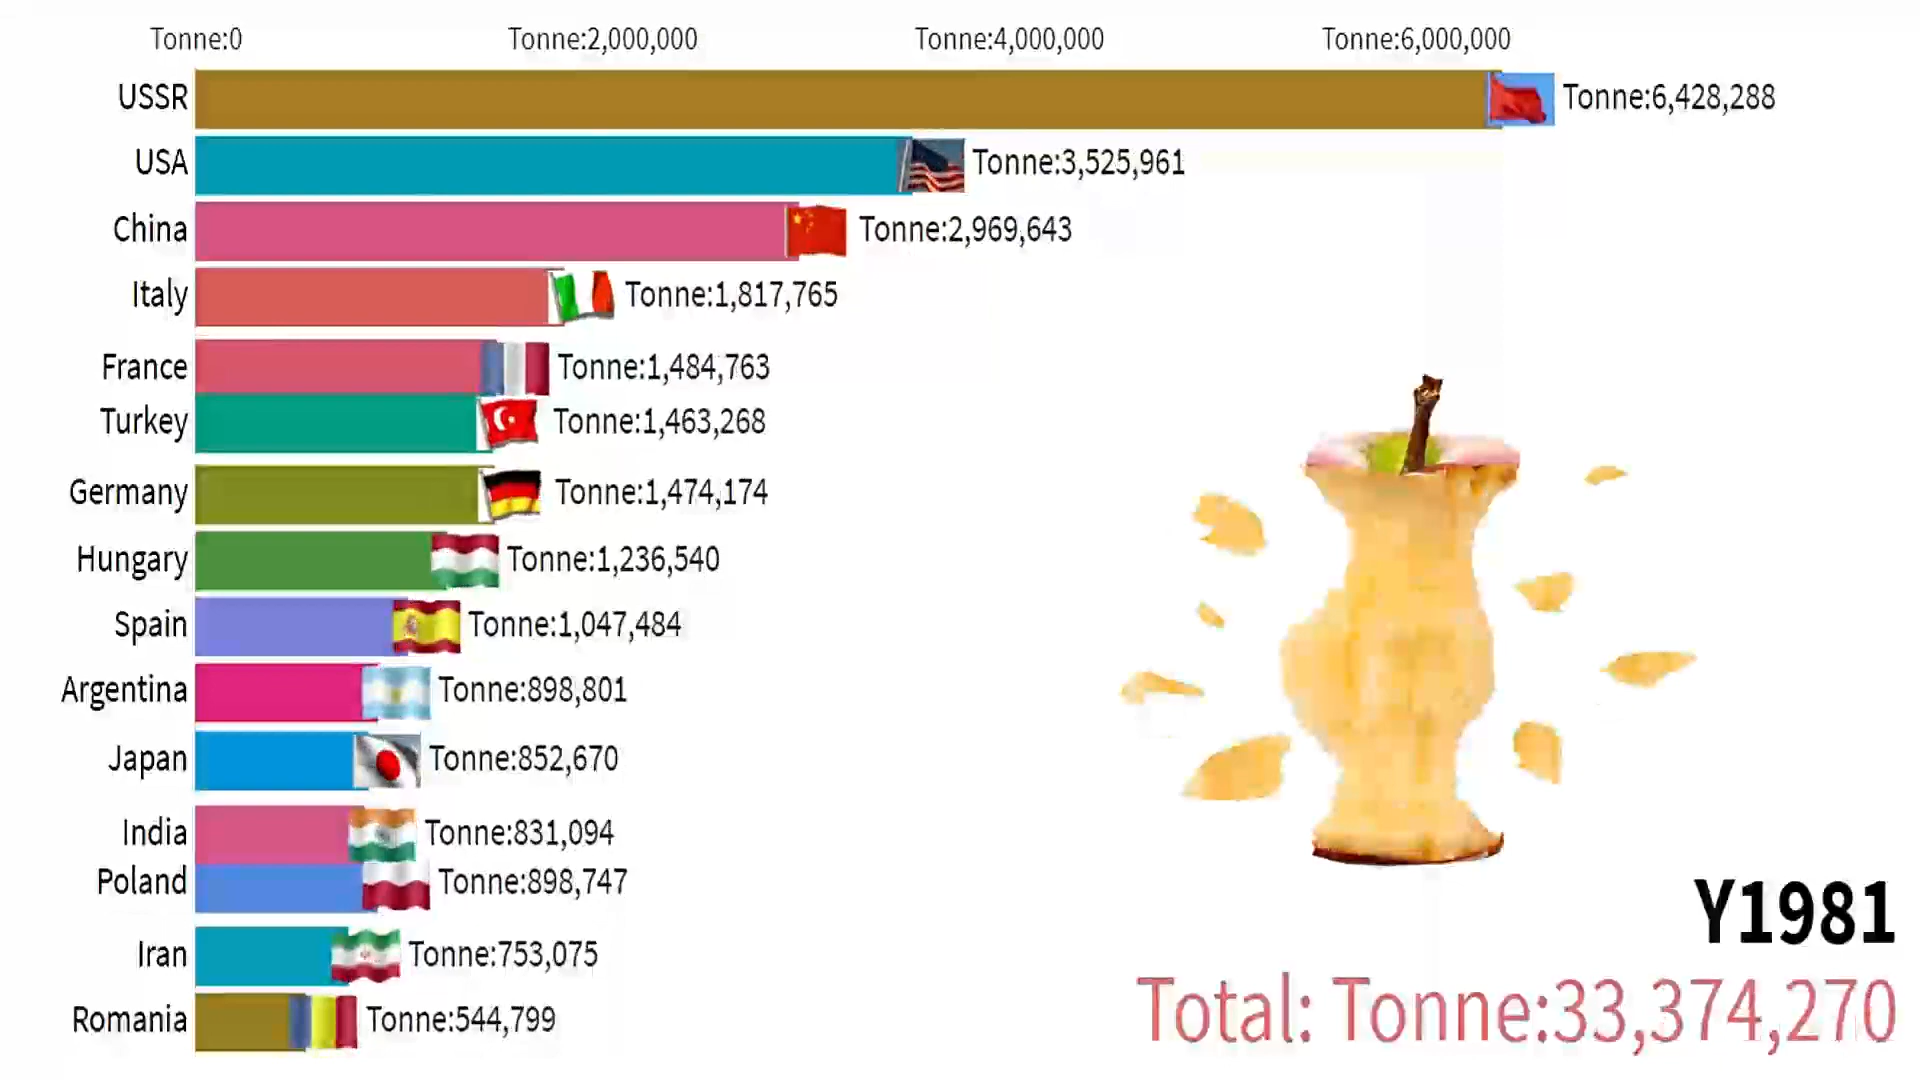 Tonne:0 Tonne:2,000,000 Tonne:4,000,000 Tonne:6,000,000
USSR Tonne:6,428,288
USA Tonne:3,525,961
China Tonne:2,969,643
Italy Tonne:1,817,765
France Tonne:1,484,763
Turkey Tonne:1,463,268
Germany Tonne:1,474,174
Hungary Tonne:1,236,540
Spain Tonne:1,047,484
Argentina Tonne:898,801
Japan Tonne:852,670
India Tonne:831,094
Poland Tonne:898,747
Iran Tonne:753,075
Romania Tonne:544,799
Y1981
Total: Tonne:33,374,270